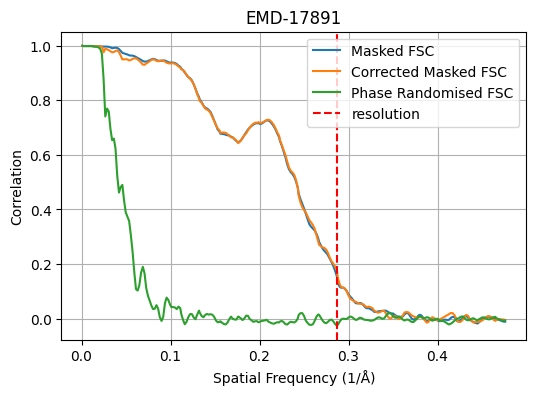 EMD-17891
Masked FSC
Corrected Masked FSC
Phase Randomised FSC
resolution
Correlation
1.0
0.8
0.6
0.4
0.2
0.0
0.0 0.1 0.2 0.3 0.4
Spatial Frequency (1/Å)